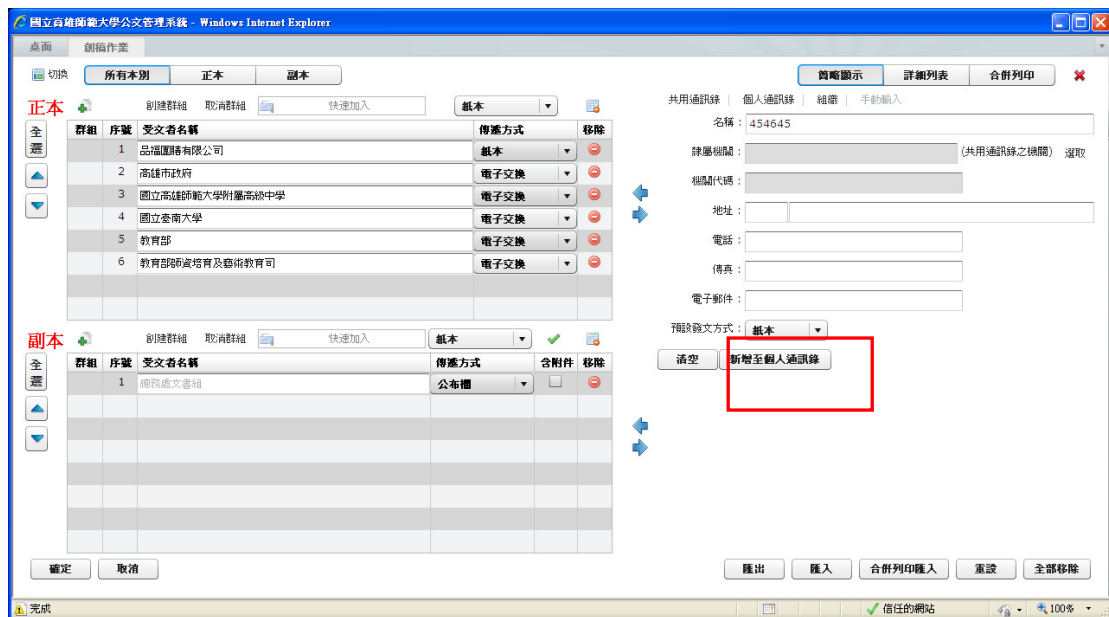 國立高雄師範大學公文管理系統 - Windows Internet Explorer
桌面 創稿作業
切換 所有本別 正本 副本 簡略顯示 詳細列表 合併列印
正本 創建群組 取消群組 快速加入 紙本
共用通訊錄 個人通訊錄 組織 手動輸入
全選 群組 序號 受文者名稱 傳遞方式 移除
1 品福團膳有限公司 紙本
2 高雄市政府 電子交換
3 國立高雄師範大學附屬高級中學 電子交換
4 國立臺南大學 電子交換
5 教育部 電子交換
6 教育部師資培育及藝術教育司 電子交換
名稱: 454645
隸屬機關: (共用通訊錄之機關) 選取
機關代碼:
地址:
電話:
傳真:
電子郵件:
預設發文方式: 紙本
清空 新增至個人通訊錄
副本 創建群組 取消群組 快速加入 紙本
全選 群組 序號 受文者名稱 傳遞方式 含附件 移除
1 總務處文書組 公布欄
確定 取消 匯出 匯入 合併列印匯入 重設 全部移除
完成 信任的網站 100%